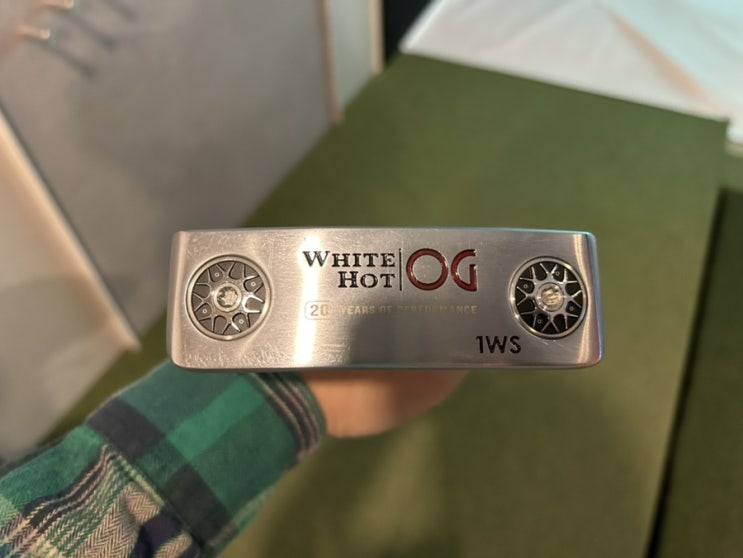 WHITE
HOT
OG
20 YEARS OF PERFORMANCE
1WS